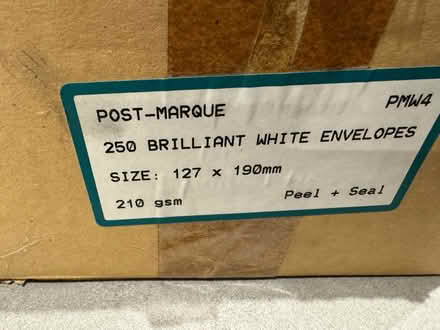 POST-MARQUE PMW4
250 BRILLIANT WHITE ENVELOPES
SIZE: 127 x 190mm
210 gsm Peel + Seal